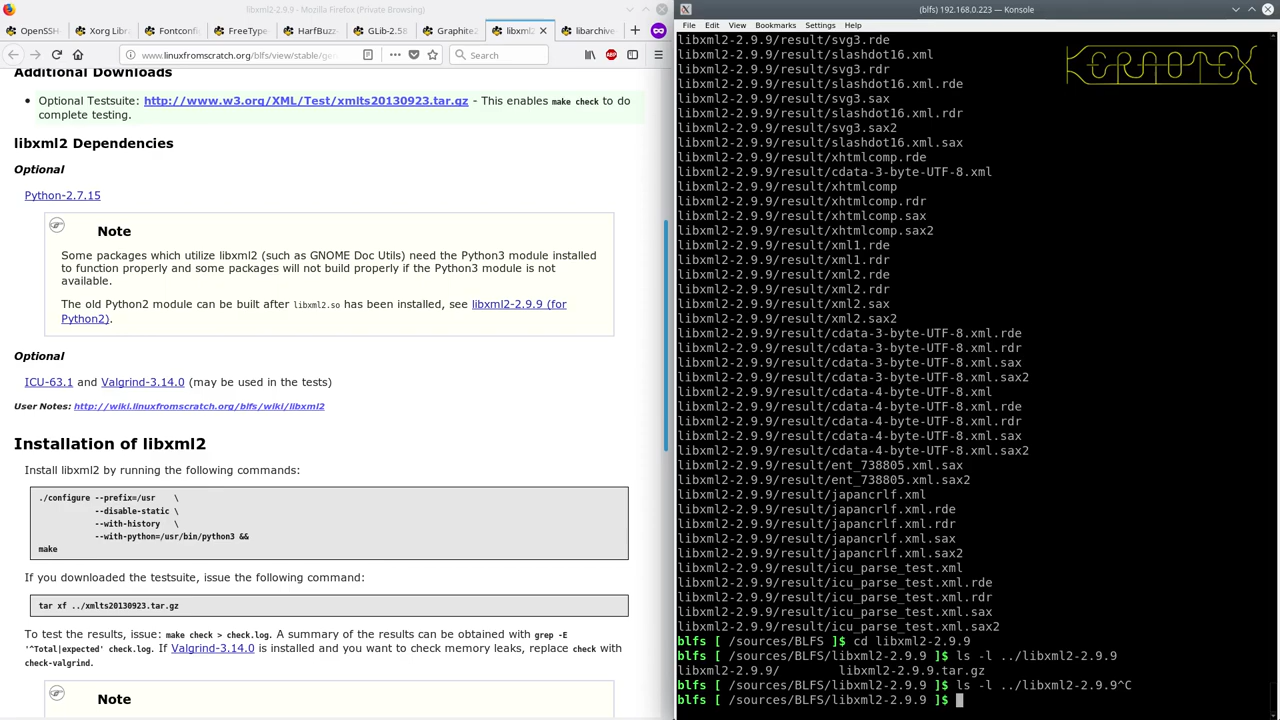 libxml2-2.9.9 - Mozilla Firefox (Private Browsing)
OpenSSH-
Xorg Libra
Fontconfi
FreeType
HarfBuzz-
GLib-2.58
Graphite2
libxml2
libarchive
www.linuxfromscratch.org/blfs/view/stable/gen
Search
Additional Downloads
Optional Testsuite: http://www.w3.org/XML/Test/xmlts20130923.tar.gz - This enables make check to do
complete testing.
libxml2 Dependencies
Optional
Python-2.7.15
Note
Some packages which utilize libxml2 (such as GNOME Doc Utils) need the Python3 module installed
to function properly and some packages will not build properly if the Python3 module is not
available.
The old Python2 module can be built after libxml2.so has been installed, see libxml2-2.9.9 (for
Python2).
Optional
ICU-63.1 and Valgrind-3.14.0 (may be used in the tests)
User Notes: http://wiki.linuxfromscratch.org/blfs/wiki/libxml2
Installation of libxml2
Install libxml2 by running the following commands:
./configure --prefix=/usr \
--disable-static \
--with-history \
--with-python=/usr/bin/python3 &&
make
If you downloaded the testsuite, issue the following command:
tar xf ../xmlts20130923.tar.gz
To test the results, issue: make check > check.log. A summary of the results can be obtained with grep -E
'^Total|expected' check.log. If Valgrind-3.14.0 is installed and you want to check memory leaks, replace check with
check-valgrind.
Note
(blfs) 192.168.0.223 — Konsole
File Edit View Bookmarks Settings Help
KERAOTEX
libxml2-2.9.9/result/svg3.rde
libxml2-2.9.9/result/slashdot16.xml
libxml2-2.9.9/result/svg3.rdr
libxml2-2.9.9/result/slashdot16.xml.rde
libxml2-2.9.9/result/svg3.sax
libxml2-2.9.9/result/slashdot16.xml.rdr
libxml2-2.9.9/result/svg3.sax2
libxml2-2.9.9/result/slashdot16.xml.sax
libxml2-2.9.9/result/xhtmlcomp.rde
libxml2-2.9.9/result/cdata-3-byte-UTF-8.xml
libxml2-2.9.9/result/xhtmlcomp
libxml2-2.9.9/result/xhtmlcomp.rdr
libxml2-2.9.9/result/xhtmlcomp.sax
libxml2-2.9.9/result/xhtmlcomp.sax2
libxml2-2.9.9/result/xml1.rde
libxml2-2.9.9/result/xml1.rdr
libxml2-2.9.9/result/xml2.rde
libxml2-2.9.9/result/xml2.rdr
libxml2-2.9.9/result/xml2.sax
libxml2-2.9.9/result/xml2.sax2
libxml2-2.9.9/result/cdata-3-byte-UTF-8.xml.rde
libxml2-2.9.9/result/cdata-3-byte-UTF-8.xml.rdr
libxml2-2.9.9/result/cdata-3-byte-UTF-8.xml.sax
libxml2-2.9.9/result/cdata-3-byte-UTF-8.xml.sax2
libxml2-2.9.9/result/cdata-4-byte-UTF-8.xml
libxml2-2.9.9/result/cdata-4-byte-UTF-8.xml.rde
libxml2-2.9.9/result/cdata-4-byte-UTF-8.xml.rdr
libxml2-2.9.9/result/cdata-4-byte-UTF-8.xml.sax
libxml2-2.9.9/result/cdata-4-byte-UTF-8.xml.sax2
libxml2-2.9.9/result/ent_738805.xml.sax
libxml2-2.9.9/result/ent_738805.xml.sax2
libxml2-2.9.9/result/japancrlf.xml
libxml2-2.9.9/result/japancrlf.xml.rde
libxml2-2.9.9/result/japancrlf.xml.rdr
libxml2-2.9.9/result/japancrlf.xml.sax
libxml2-2.9.9/result/japancrlf.xml.sax2
libxml2-2.9.9/result/icu_parse_test.xml
libxml2-2.9.9/result/icu_parse_test.xml.rde
libxml2-2.9.9/result/icu_parse_test.xml.rdr
libxml2-2.9.9/result/icu_parse_test.xml.sax
libxml2-2.9.9/result/icu_parse_test.xml.sax2
blfs [ /sources/BLFS ]$ cd libxml2-2.9.9
blfs [ /sources/BLFS/libxml2-2.9.9 ]$ ls -l ../libxml2-2.9.9
libxml2-2.9.9/ libxml2-2.9.9.tar.gz
blfs [ /sources/BLFS/libxml2-2.9.9 ]$ ls -l ../libxml2-2.9.9^C
blfs [ /sources/BLFS/libxml2-2.9.9 ]$